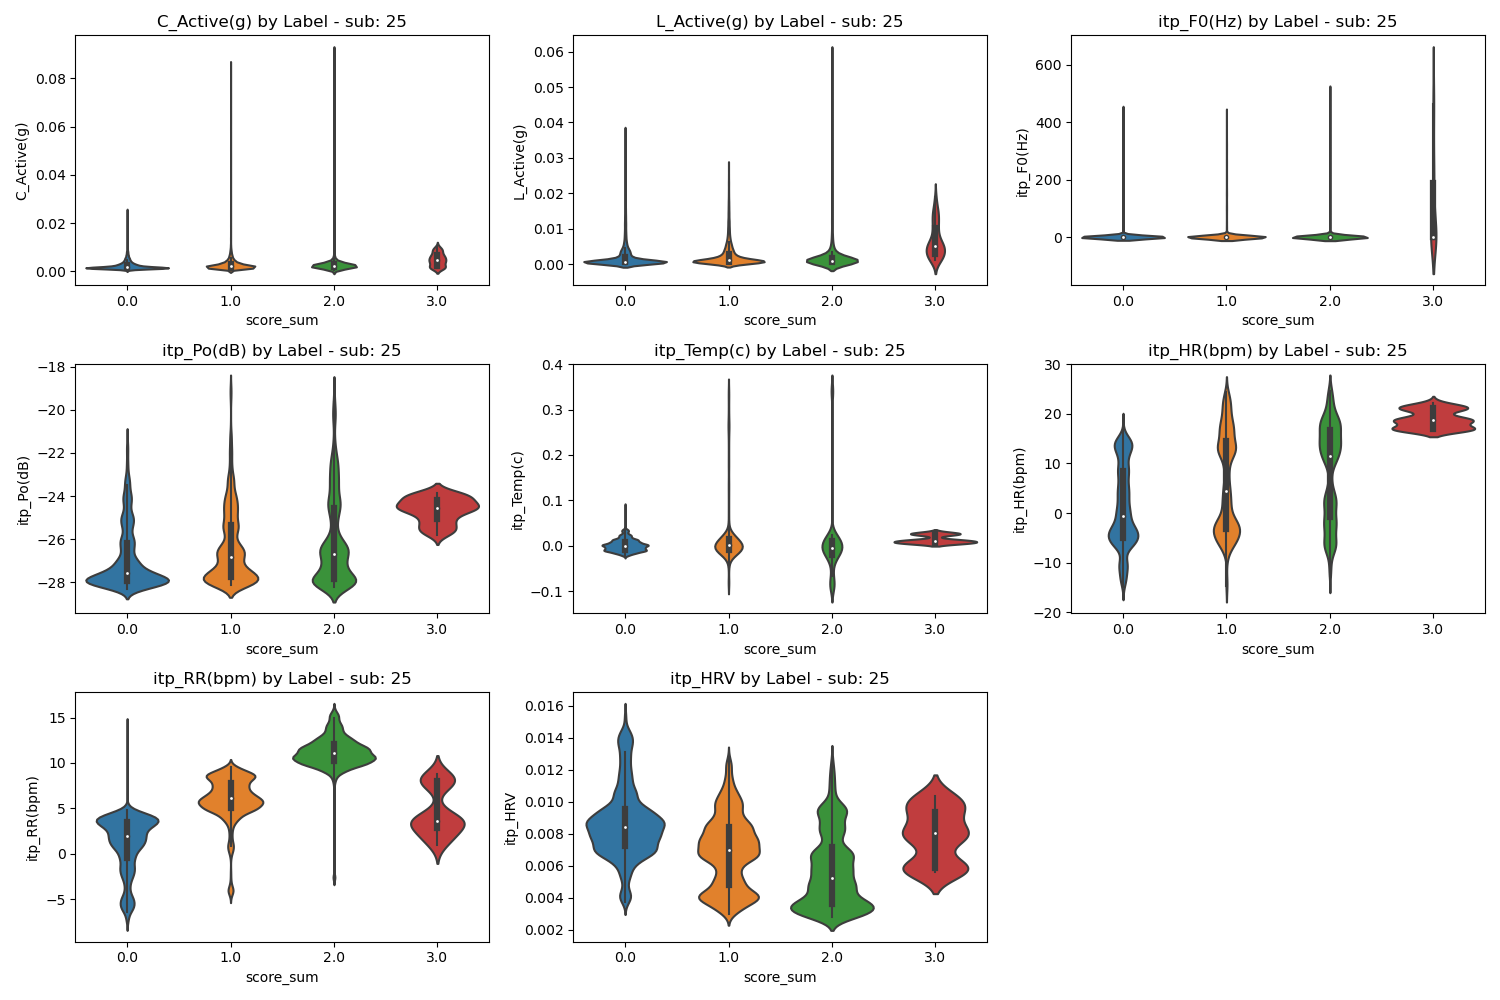 C_Active(g) by Label - sub: 25
C_Active(g)
0.08
0.06
0.04
0.02
0.00
0.0 1.0 2.0 3.0
score_sum
L_Active(g) by Label - sub: 25
L_Active(g)
0.06
0.05
0.04
0.03
0.02
0.01
0.00
0.0 1.0 2.0 3.0
score_sum
itp_F0(Hz) by Label - sub: 25
itp_F0(Hz)
600
400
200
0
0.0 1.0 2.0 3.0
score_sum
itp_Po(dB) by Label - sub: 25
itp_Po(dB)
−18
−20
−22
−24
−26
−28
0.0 1.0 2.0 3.0
score_sum
itp_Temp(c) by Label - sub: 25
itp_Temp(c)
0.4
0.3
0.2
0.1
0.0
−0.1
0.0 1.0 2.0 3.0
score_sum
itp_HR(bpm) by Label - sub: 25
itp_HR(bpm)
30
20
10
0
−10
−20
0.0 1.0 2.0 3.0
score_sum
itp_RR(bpm) by Label - sub: 25
itp_RR(bpm)
15
10
5
0
−5
0.0 1.0 2.0 3.0
score_sum
itp_HRV by Label - sub: 25
itp_HRV
0.016
0.014
0.012
0.010
0.008
0.006
0.004
0.002
0.0 1.0 2.0 3.0
score_sum